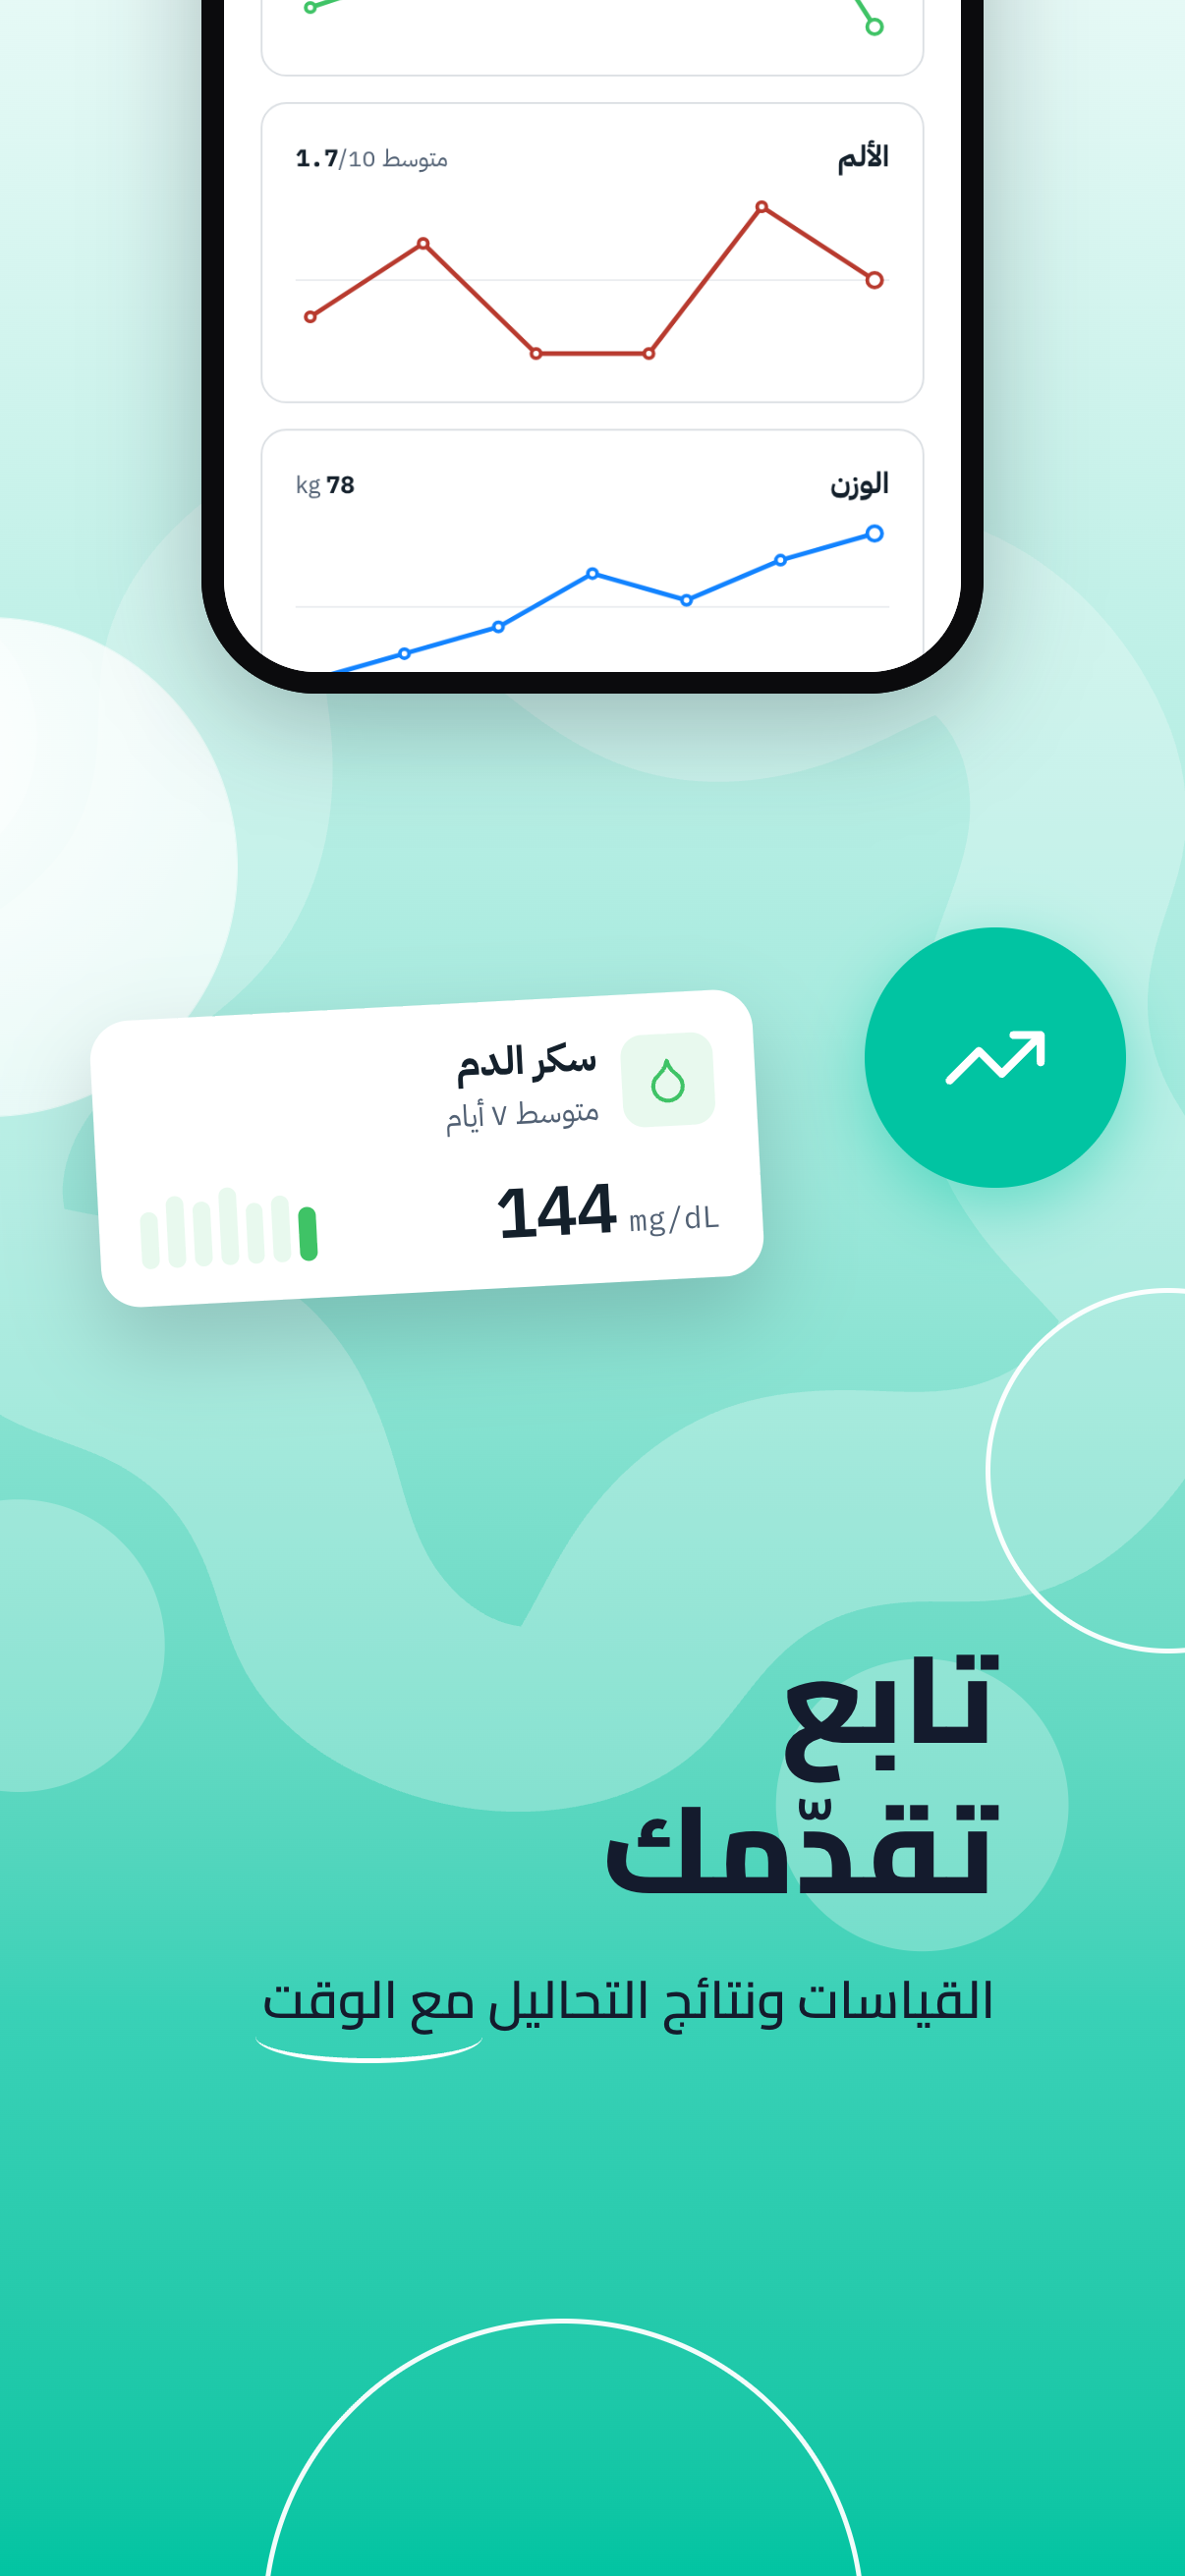 الألم
متوسط 1.7/10
الوزن
78 kg
سكر الدم
متوسط ٧ أيام
144 mg/dL
تابع
تقدّمك
القياسات ونتائج التحاليل مع الوقت